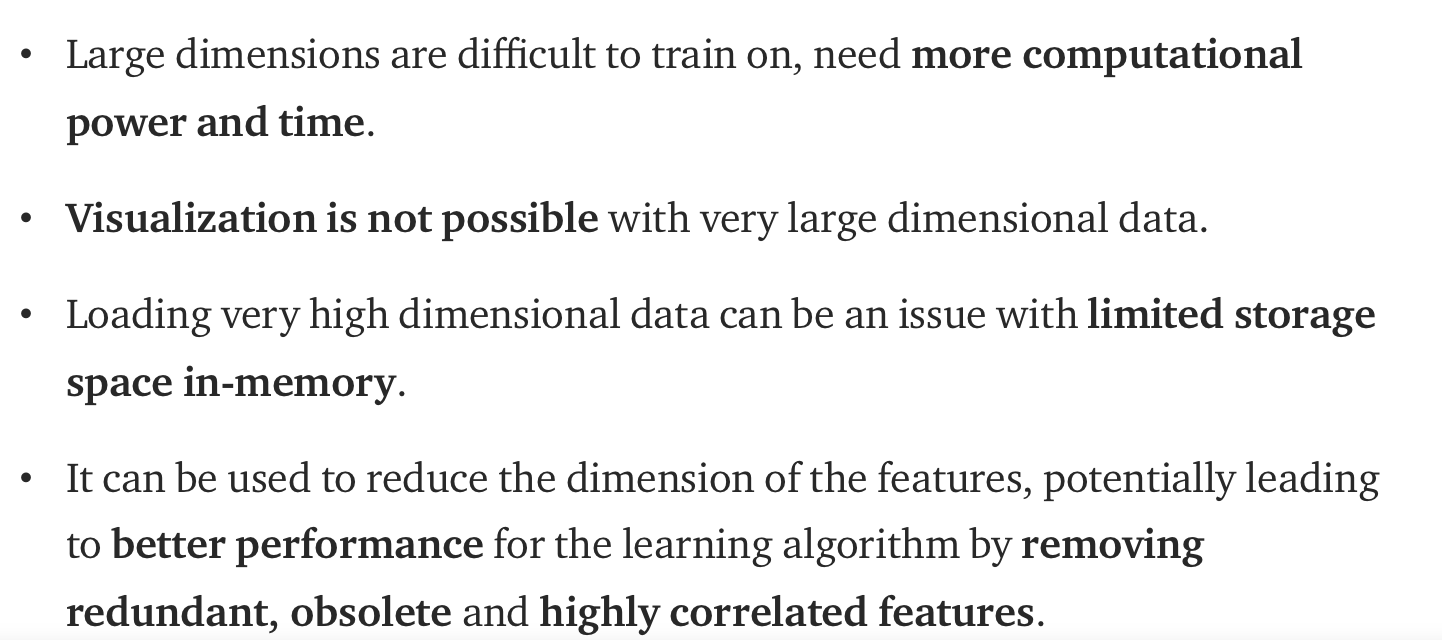 • Large dimensions are difficult to train on, need more computational
power and time.
• Visualization is not possible with very large dimensional data.
• Loading very high dimensional data can be an issue with limited storage
space in-memory.
• It can be used to reduce the dimension of the features, potentially leading
to better performance for the learning algorithm by removing
redundant, obsolete and highly correlated features.